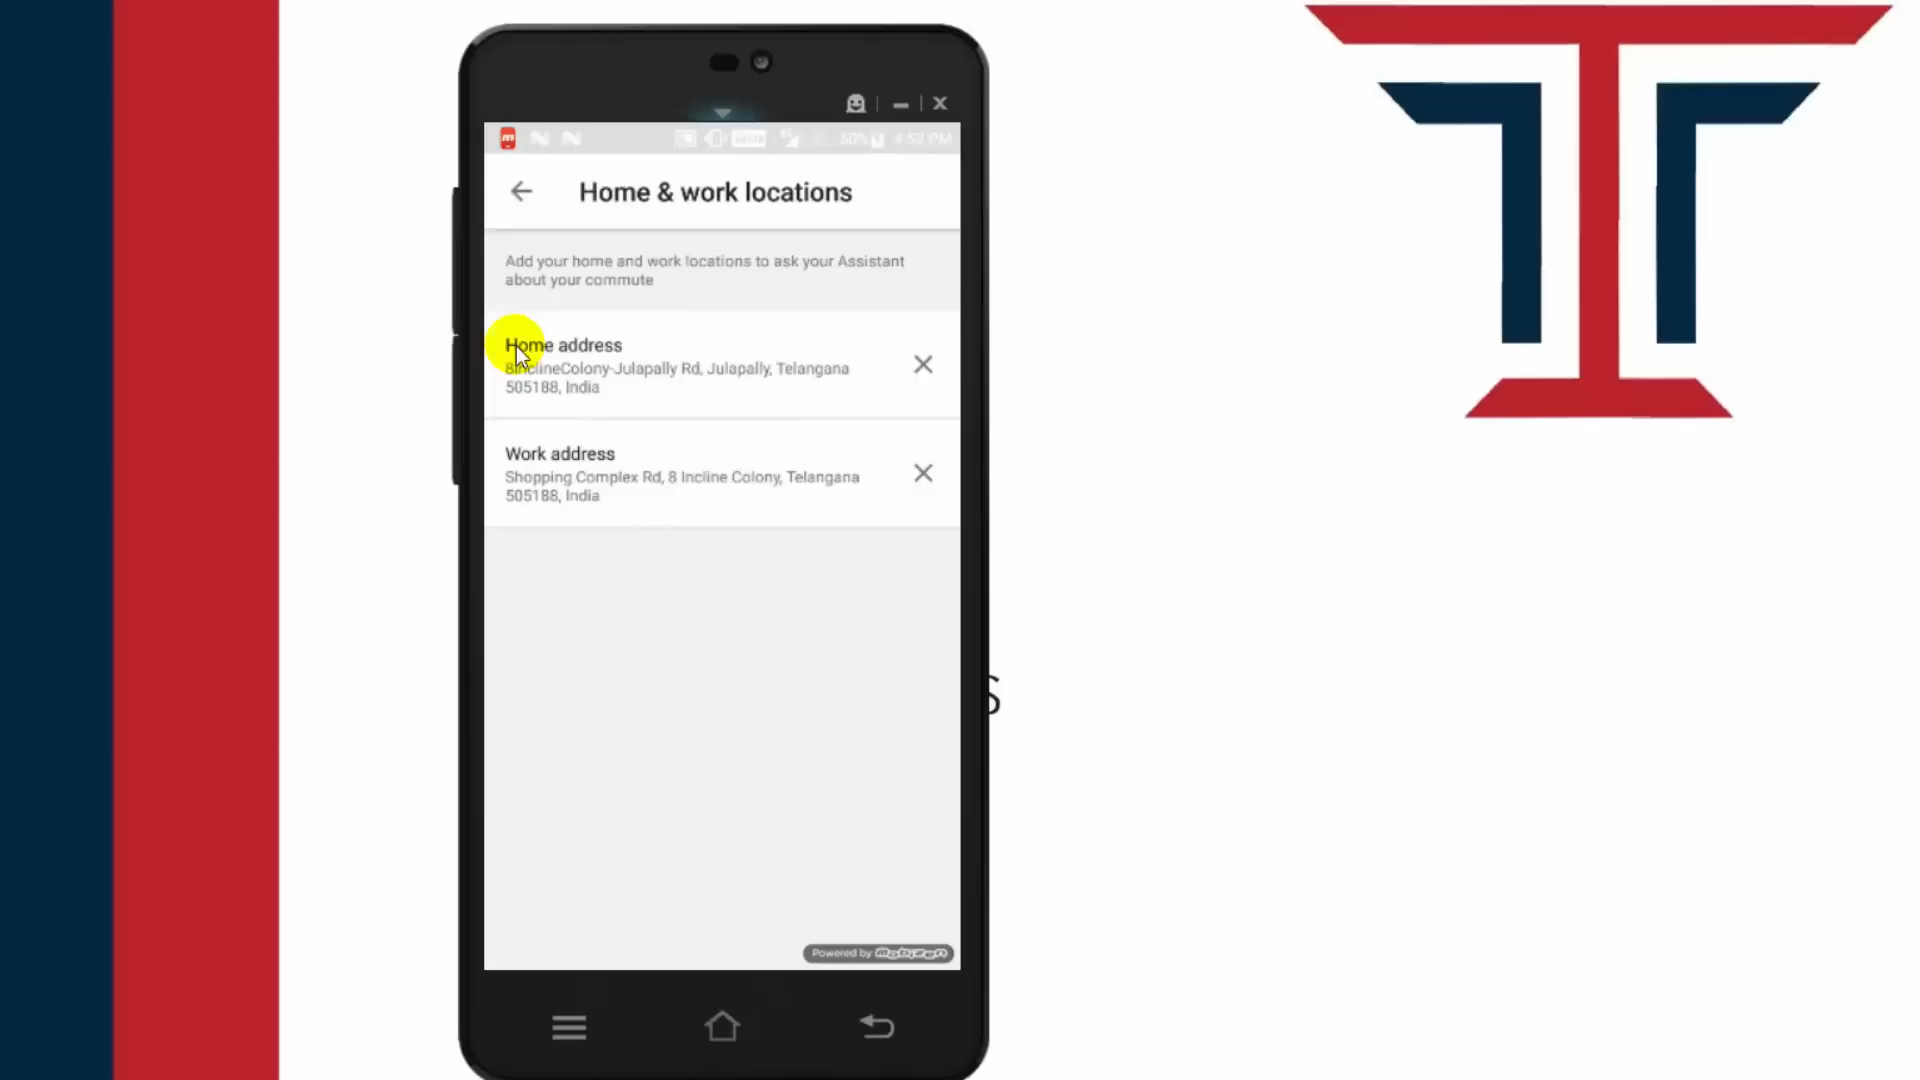 50% 4:53 PM
Home & work locations
Add your home and work locations to ask your Assistant
about your commute
Home address
8InclineColony-Julapally Rd, Julapally, Telangana
505188, India
Work address
Shopping Complex Rd, 8 Incline Colony, Telangana
505188, India
s
Powered by mobizen